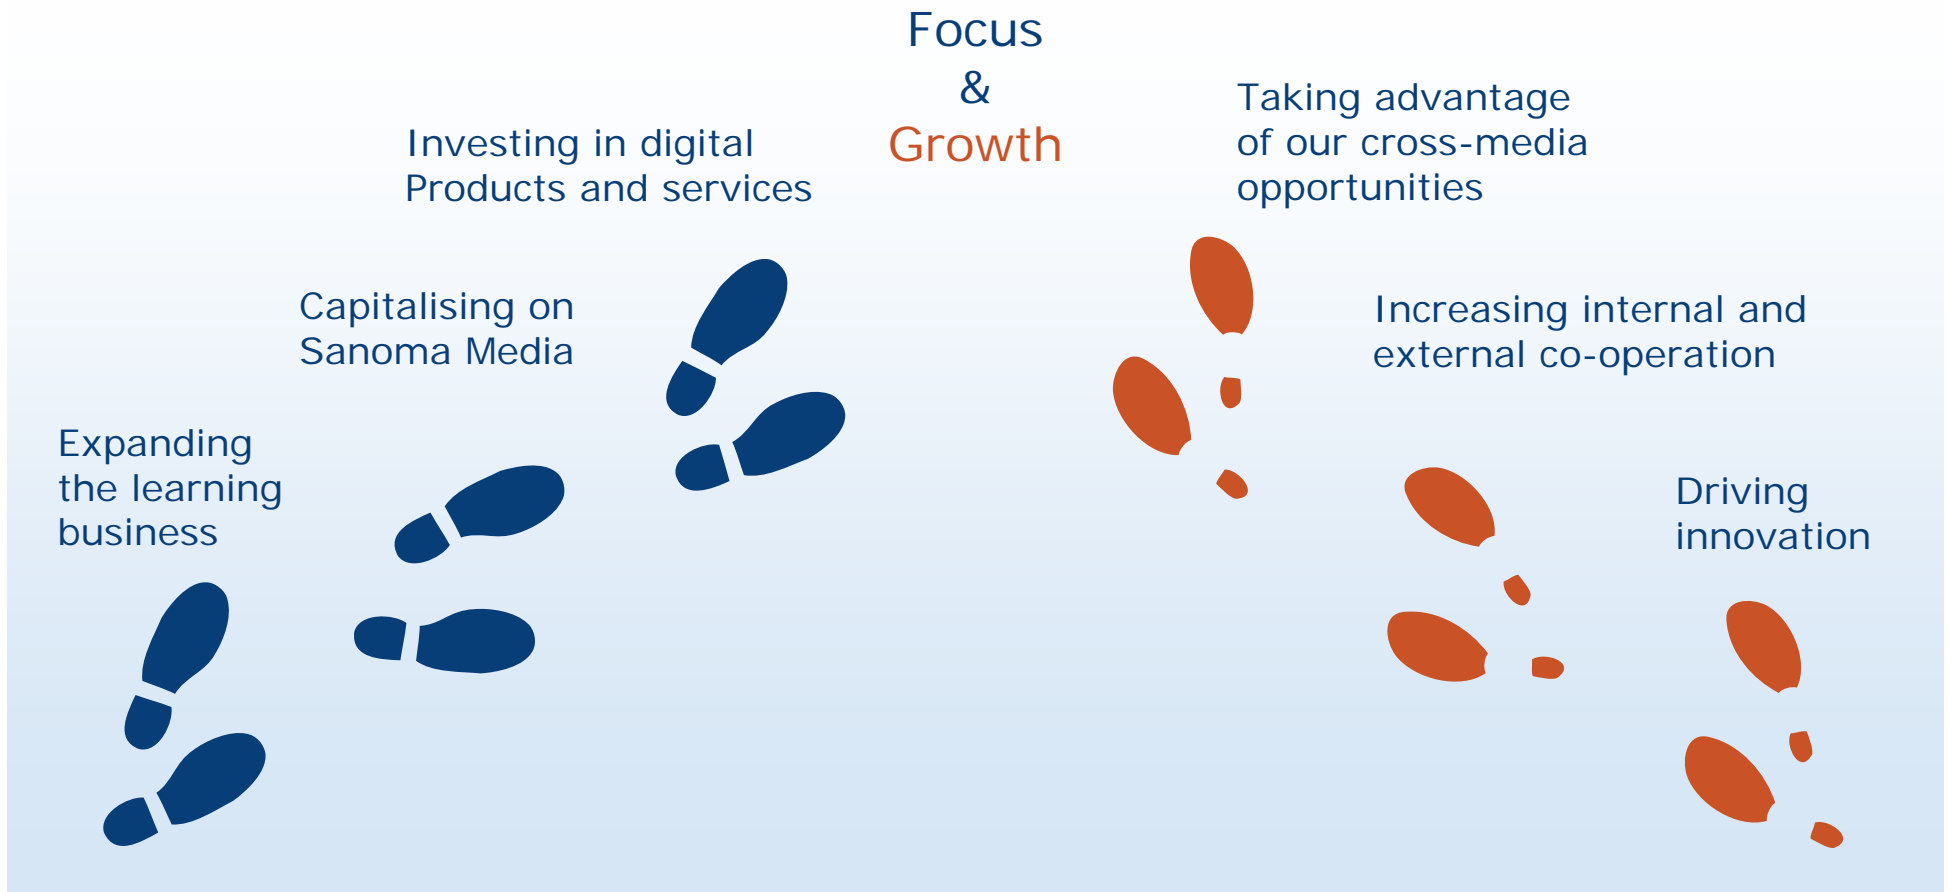 Focus
&
Growth
Investing in digital
Products and services
Capitalising on
Sanoma Media
Expanding
the learning
business
Taking advantage
of our cross-media
opportunities
Increasing internal and
external co-operation
Driving
innovation